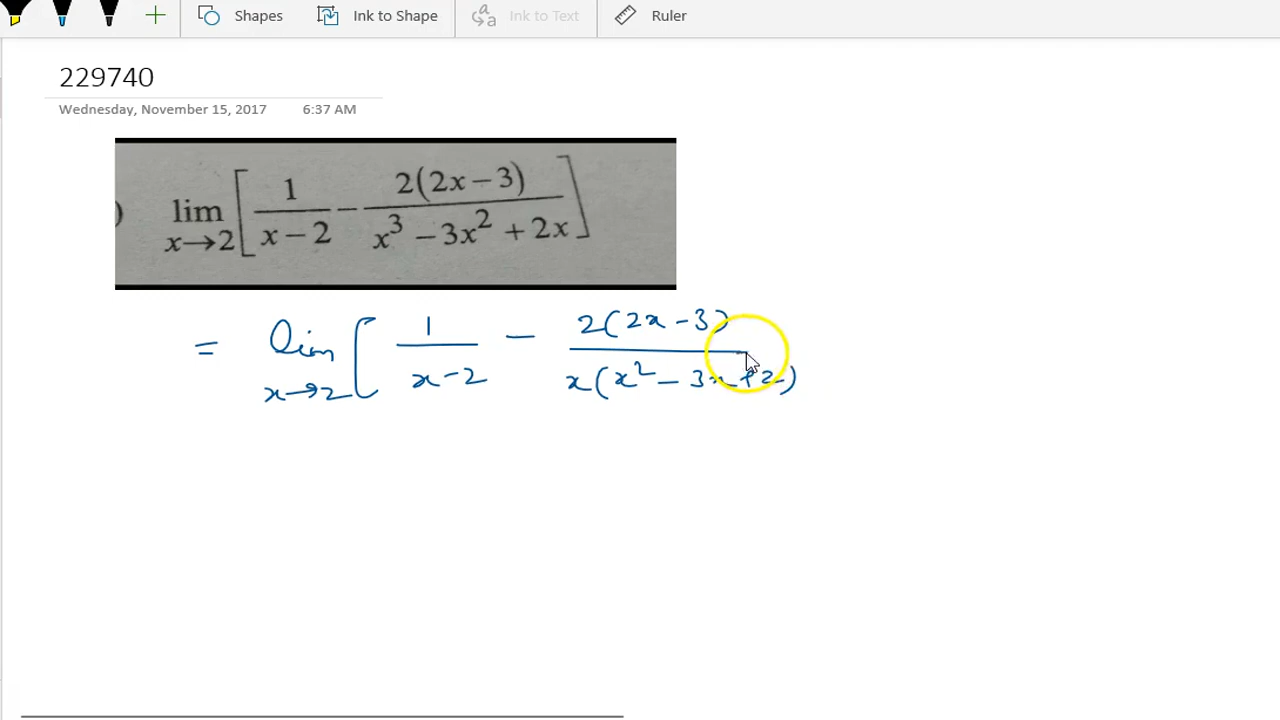 Shapes Ink to Shape Ink to Text Ruler
229740
Wednesday, November 15, 2017 6:37 AM
) lim x→2 [ 1/(x−2) − 2(2x−3)/(x³−3x²+2x) ]
= lim x→2 [ 1/(x−2) − 2(2x−3)/x(x²−3x+2)